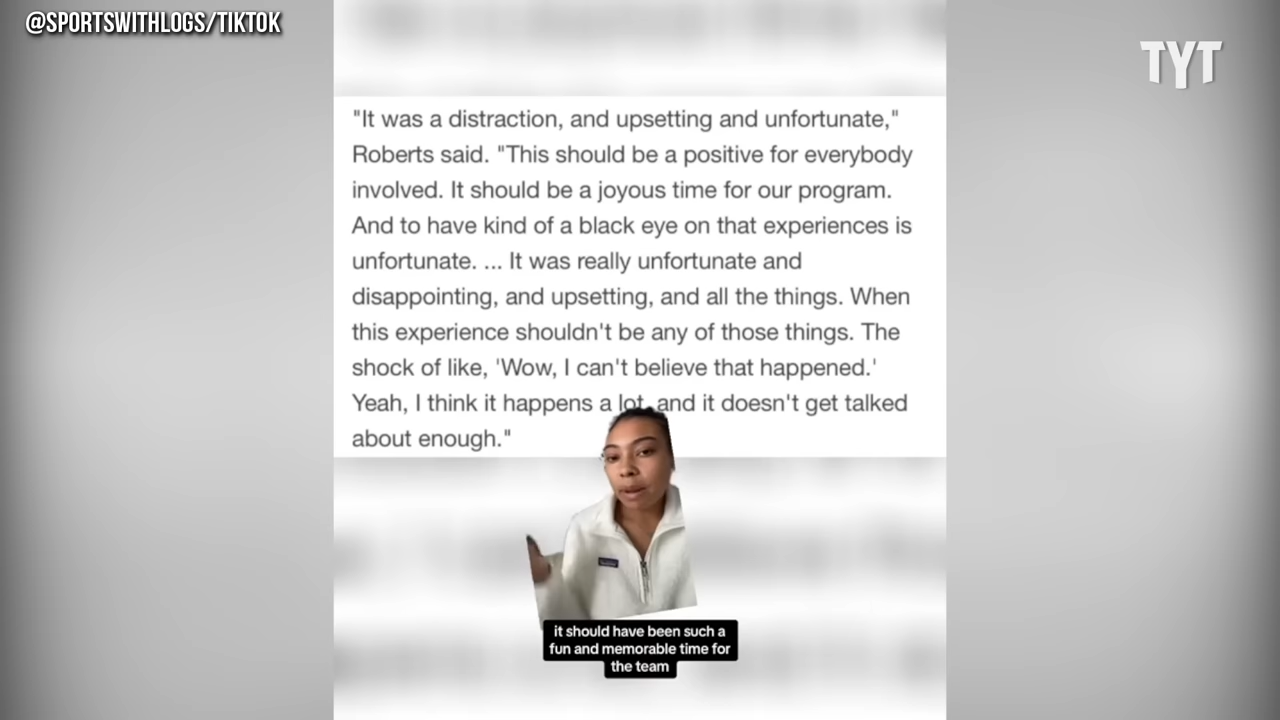 @SPORTSWITHLOGS/TIKTOK
TYT
"It was a distraction, and upsetting and unfortunate,"
Roberts said. "This should be a positive for everybody
involved. It should be a joyous time for our program.
And to have kind of a black eye on that experiences is
unfortunate. ... It was really unfortunate and
disappointing, and upsetting, and all the things. When
this experience shouldn't be any of those things. The
shock of like, 'Wow, I can't believe that happened.'
Yeah, I think it happens a lot, and it doesn't get talked
about enough."
it should have been such a
fun and memorable time for
the team